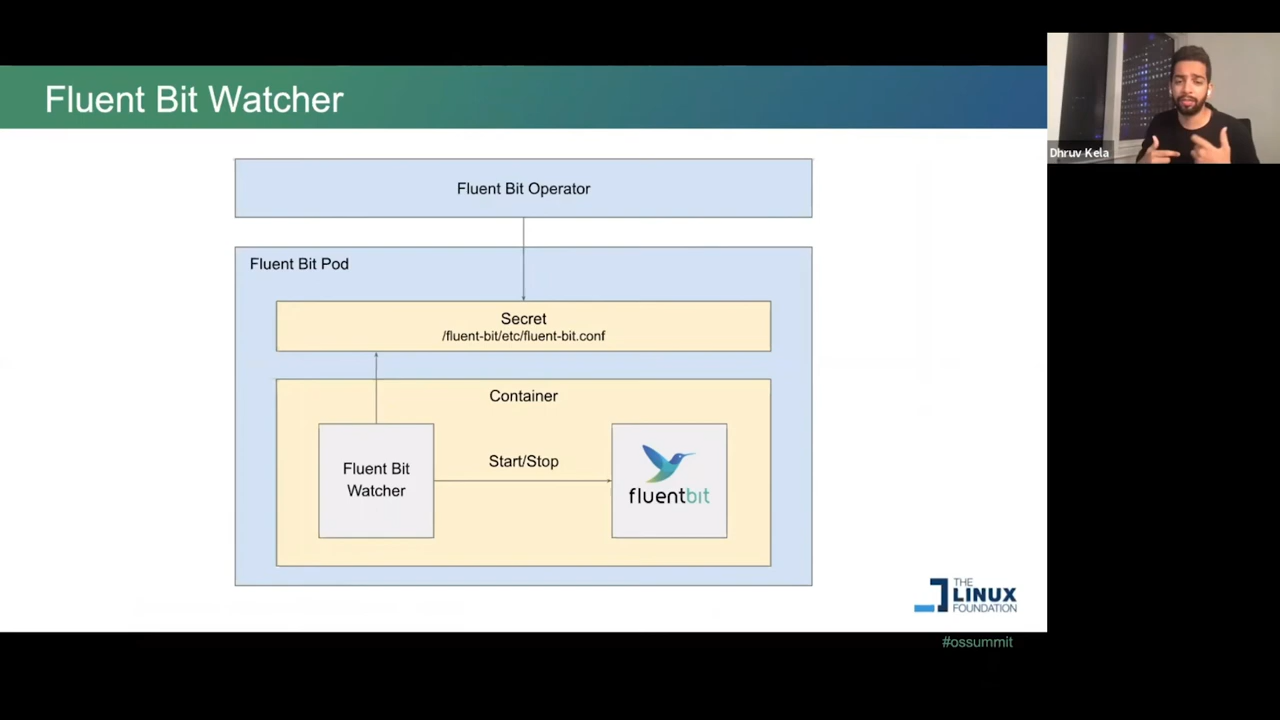 Fluent Bit Watcher
Dhruv Kela
Fluent Bit Operator
Fluent Bit Pod
Secret
/fluent-bit/etc/fluent-bit.conf
Container
Fluent Bit
Watcher
Start/Stop
fluentbit
THE
LINUX
FOUNDATION
#ossummit